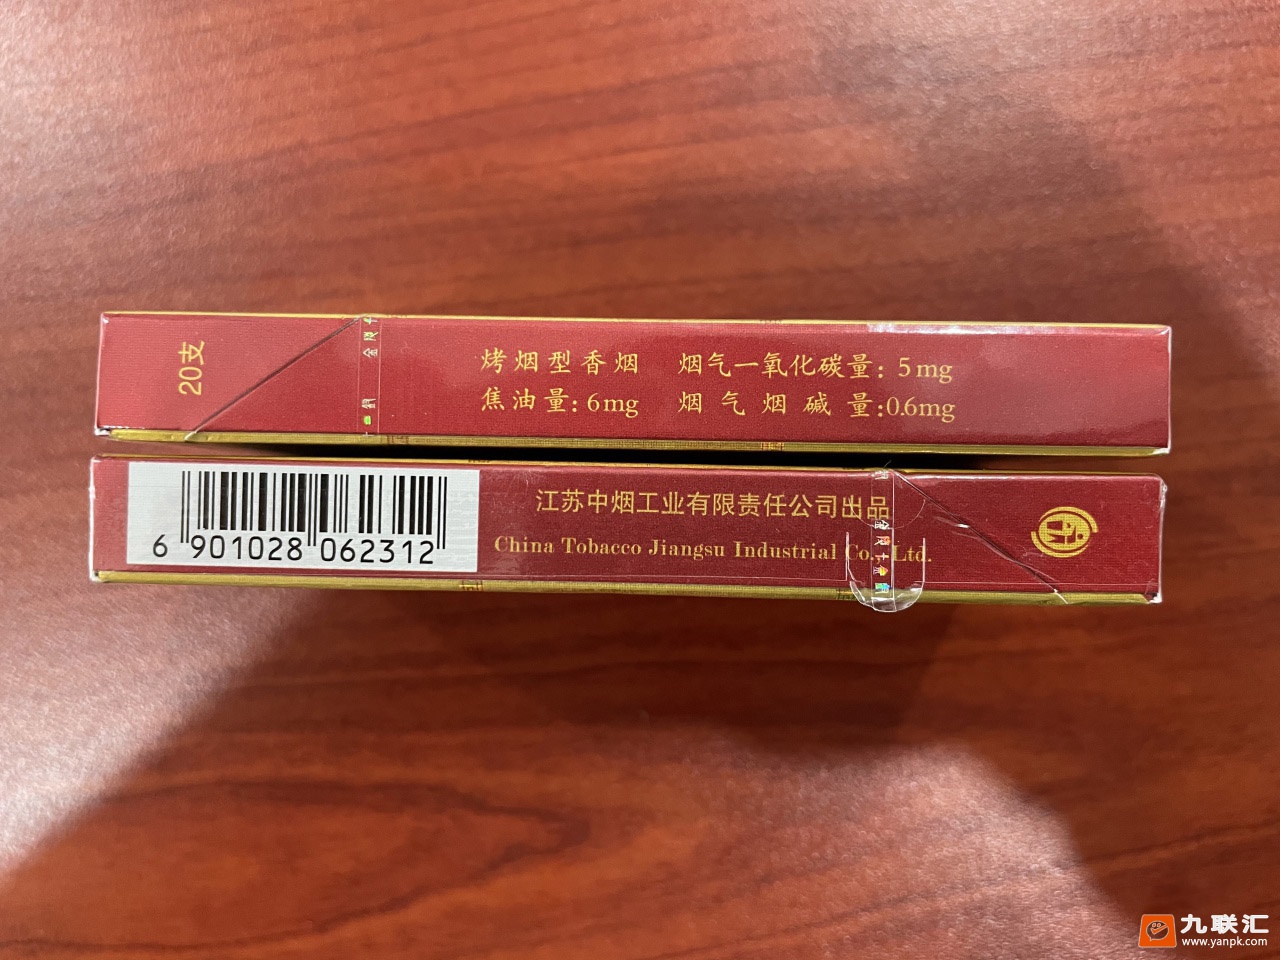 20支
烤烟型香烟 烟气一氧化碳量: 5mg
焦油量: 6mg 烟气烟碱量:0.6mg
江苏中烟工业有限责任公司出品
China Tobacco Jiangsu Industrial Co., Ltd.
6 901028 062312
九联汇
www.yanpk.com